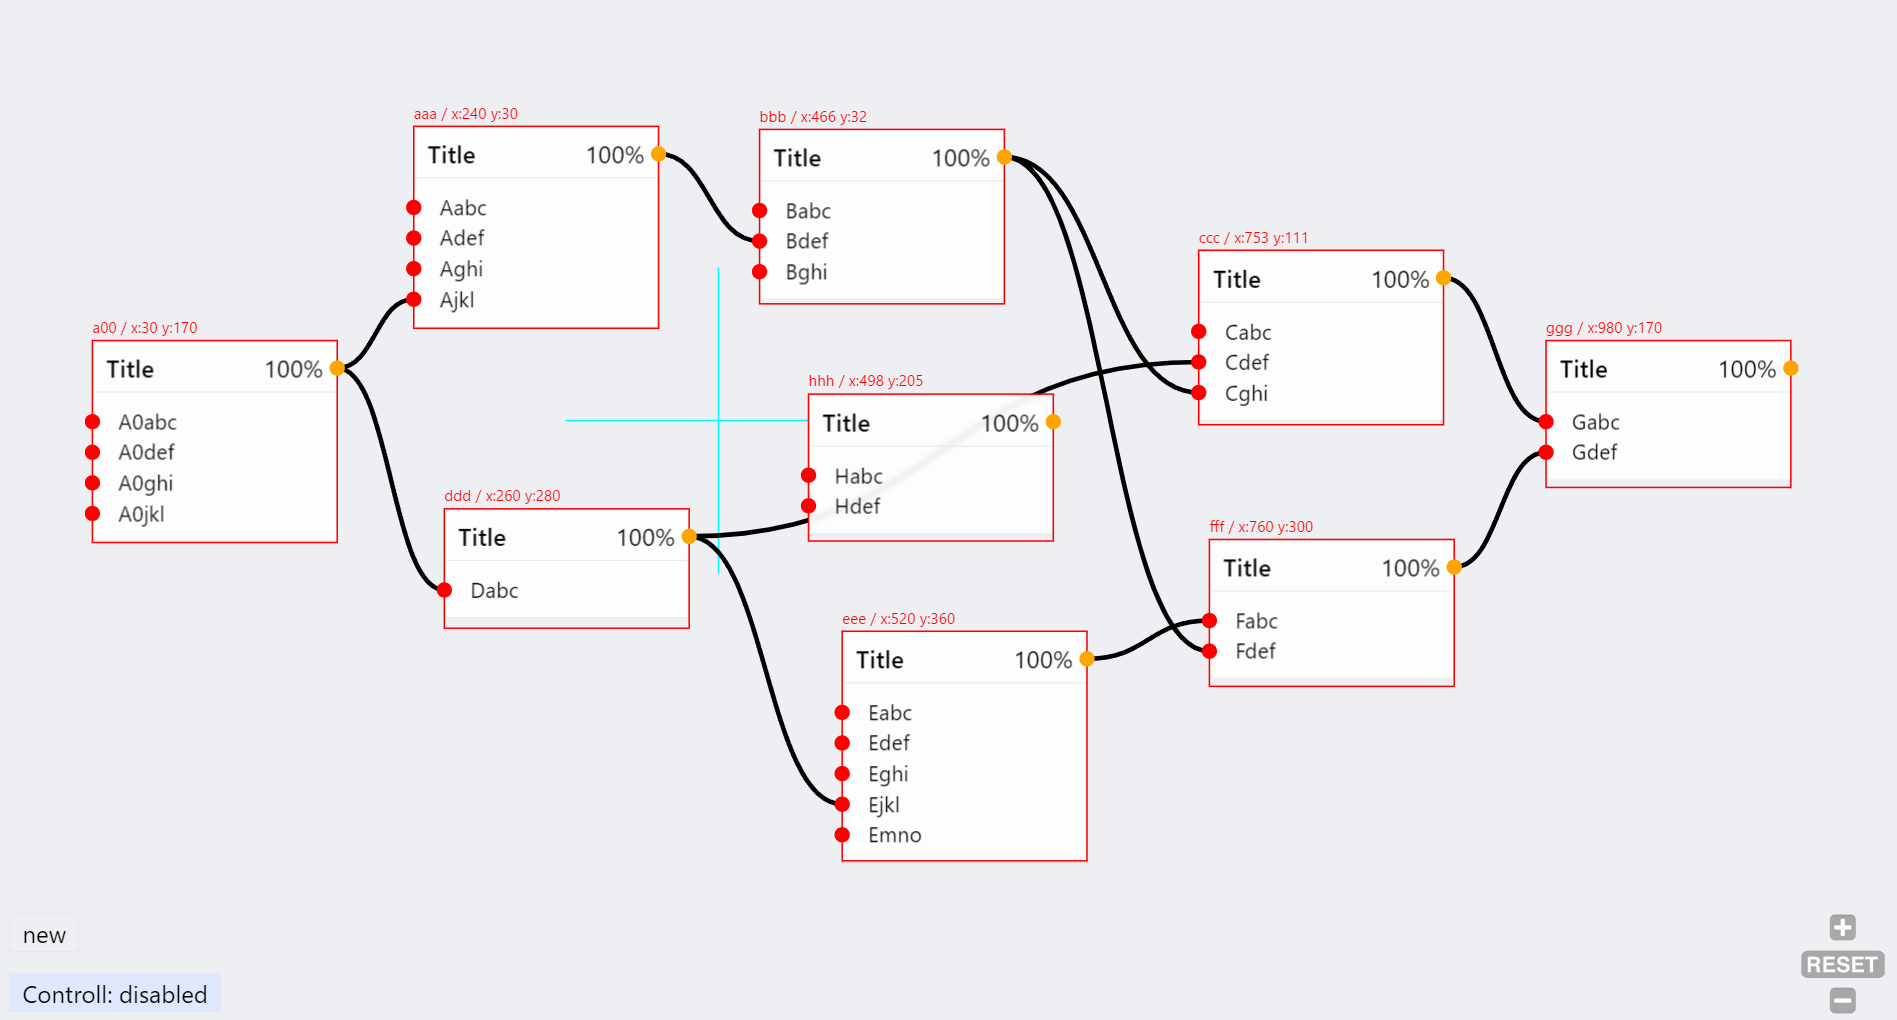 aaa / x:240 y:30
Title 100%
Aabc
Adef
Aghi
Ajkl
bbb / x:466 y:32
Title 100%
Babc
Bdef
Bghi
ccc / x:753 y:111
Title 100%
Cabc
Cdef
Cghi
a00 / x:30 y:170
Title 100%
A0abc
A0def
A0ghi
A0jkl
ggg / x:980 y:170
Title 100%
Gabc
Gdef
hhh / x:498 y:205
Title 100%
Habc
Hdef
ddd / x:260 y:280
Title 100%
Dabc
fff / x:760 y:300
Title 100%
Fabc
Fdef
eee / x:520 y:360
Title 100%
Eabc
Edef
Eghi
Ejkl
Emno
new
Controll: disabled
RESET